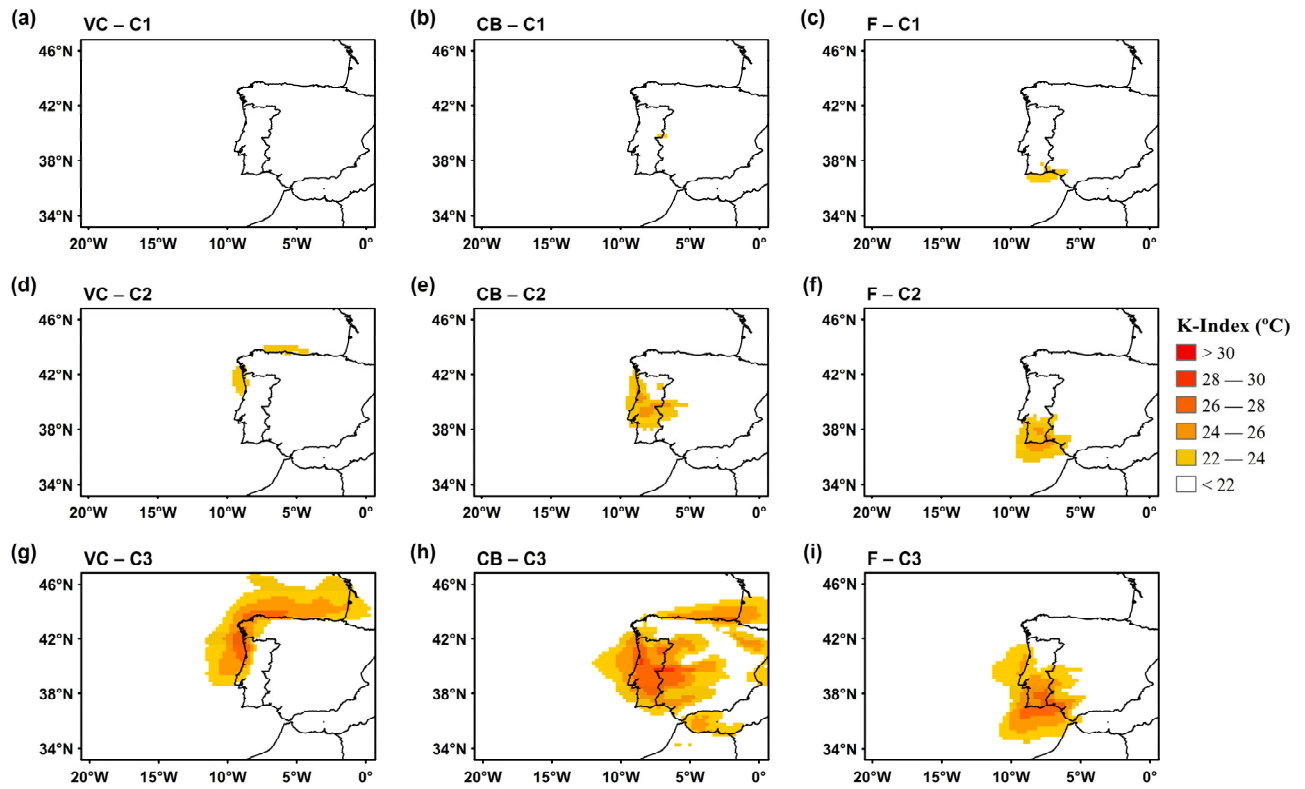 (a) VC – C1
(b) CB – C1
(c) F – C1
46°N
42°N
38°N
34°N
20°W 15°W 10°W 5°W 0°
46°N
42°N
38°N
34°N
20°W 15°W 10°W 5°W 0°
46°N
42°N
38°N
34°N
20°W 15°W 10°W 5°W 0°
(d) VC – C2
(e) CB – C2
(f) F – C2
46°N
42°N
38°N
34°N
20°W 15°W 10°W 5°W 0°
46°N
42°N
38°N
34°N
20°W 15°W 10°W 5°W 0°
46°N
42°N
38°N
34°N
20°W 15°W 10°W 5°W 0°
K-Index (ºC)
> 30
28 — 30
26 — 28
24 — 26
22 — 24
< 22
(g) VC – C3
(h) CB – C3
(i) F – C3
46°N
42°N
38°N
34°N
20°W 15°W 10°W 5°W 0°
46°N
42°N
38°N
34°N
20°W 15°W 10°W 5°W 0°
46°N
42°N
38°N
34°N
20°W 15°W 10°W 5°W 0°